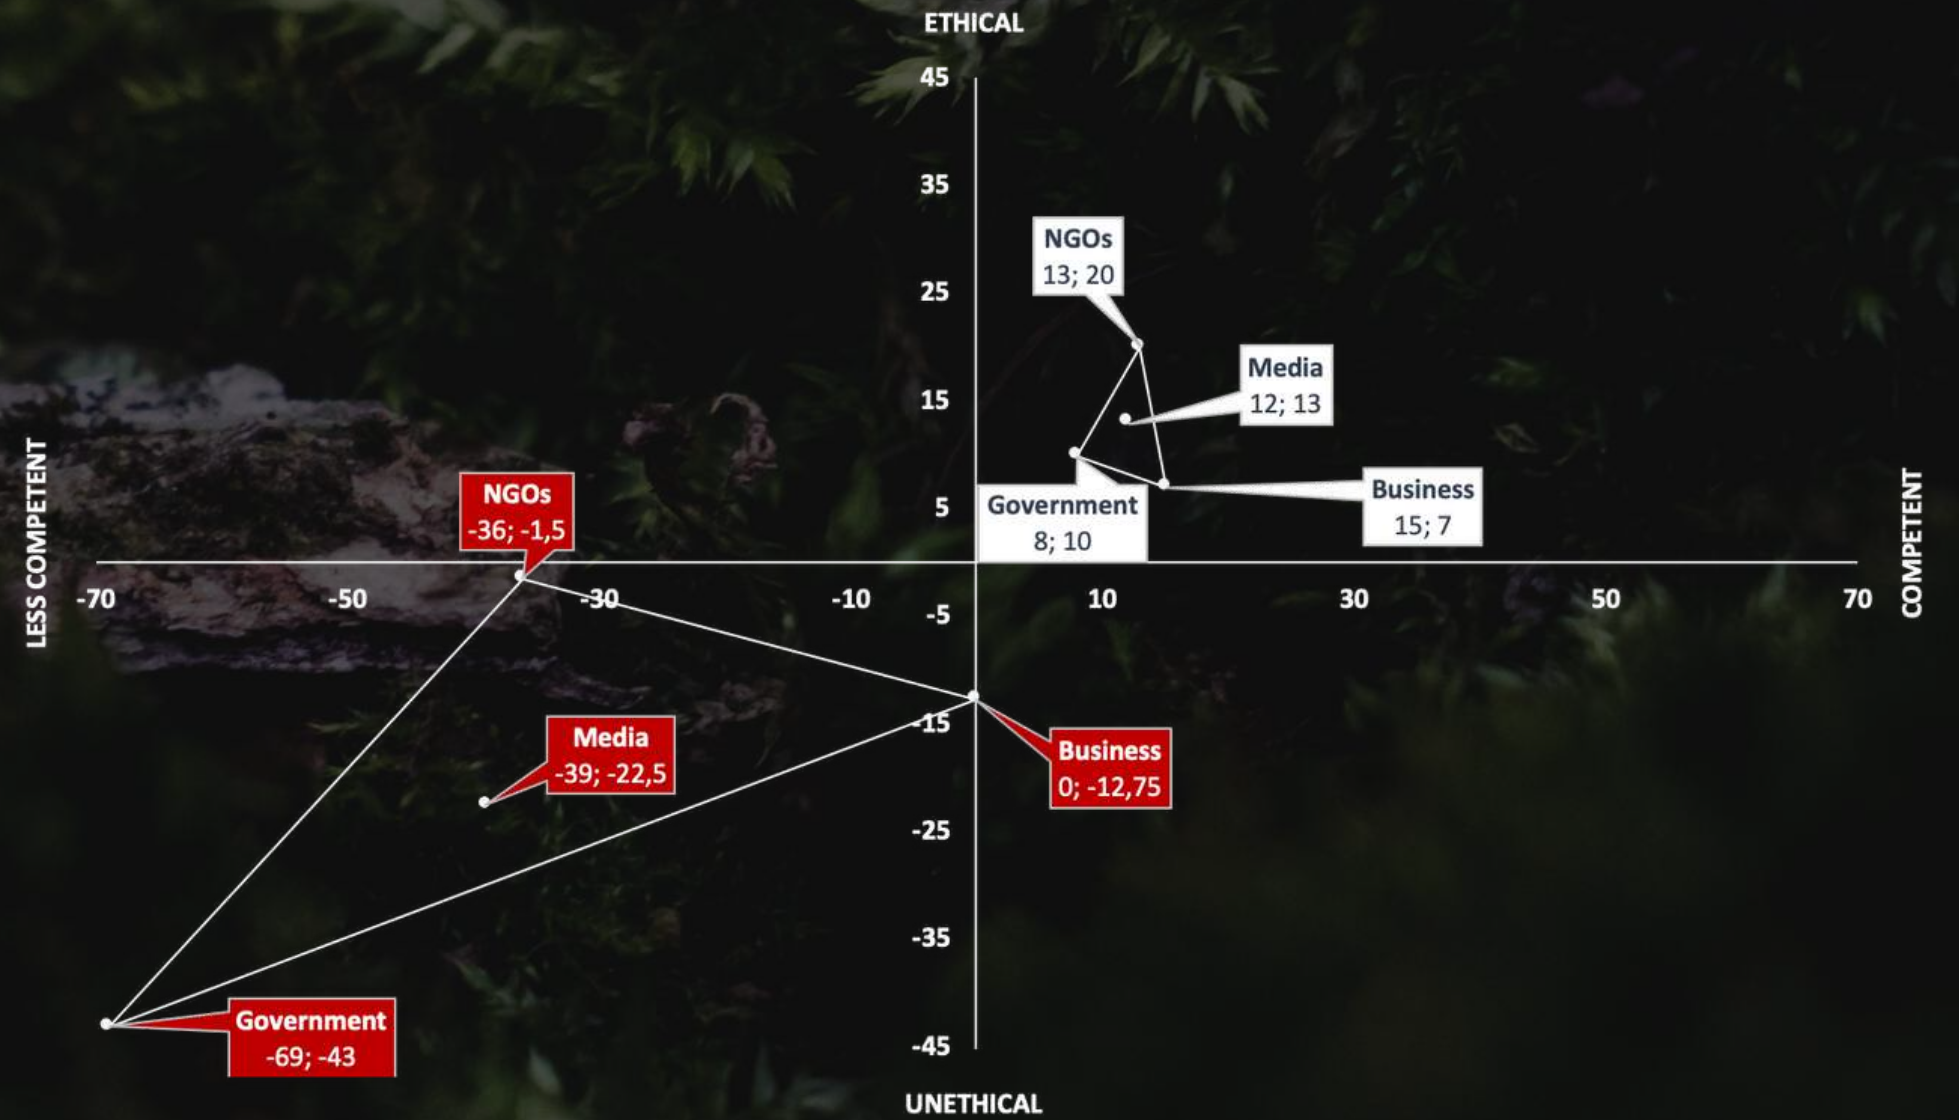 ETHICAL
45
35
25
15
5
-5
-15
-25
-35
-45
UNETHICAL
LESS COMPETENT
-70
-50
-30
-10
10
30
50
70
COMPETENT
NGOs
13; 20
Media
12; 13
Government
8; 10
Business
15; 7
NGOs
-36; -1,5
Media
-39; -22,5
Business
0; -12,75
Government
-69; -43